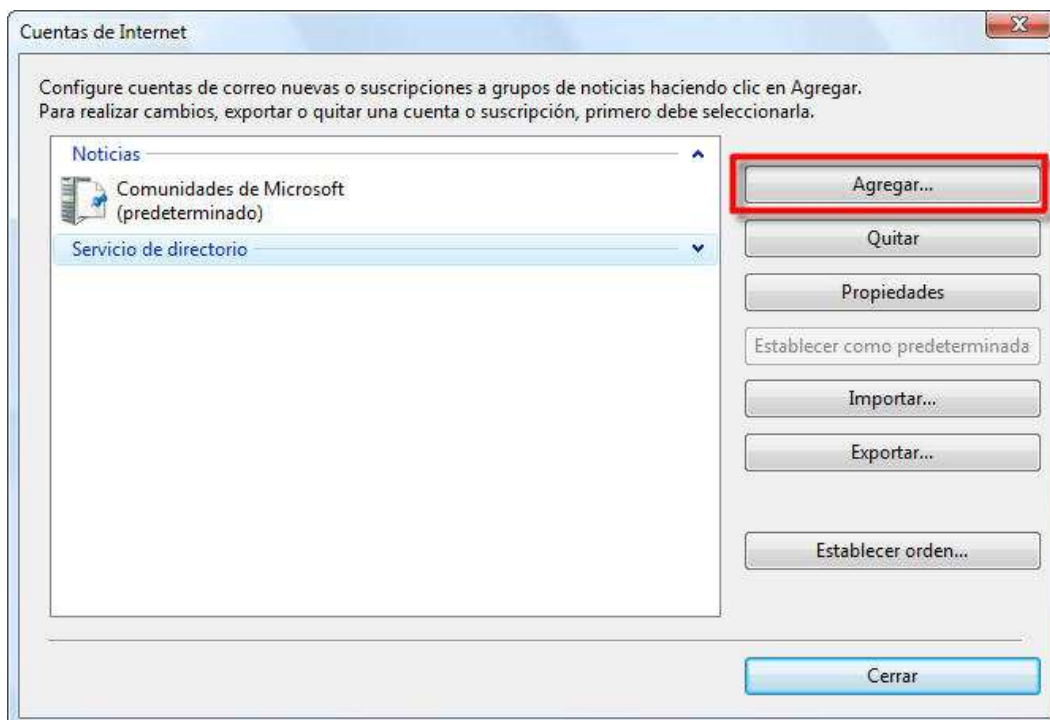 Cuentas de Internet
Configure cuentas de correo nuevas o suscripciones a grupos de noticias haciendo clic en Agregar.
Para realizar cambios, exportar o quitar una cuenta o suscripción, primero debe seleccionarla.
Noticias
Comunidades de Microsoft
(predeterminado)
Servicio de directorio
Agregar...
Quitar
Propiedades
Establecer como predeterminada
Importar...
Exportar...
Establecer orden...
Cerrar